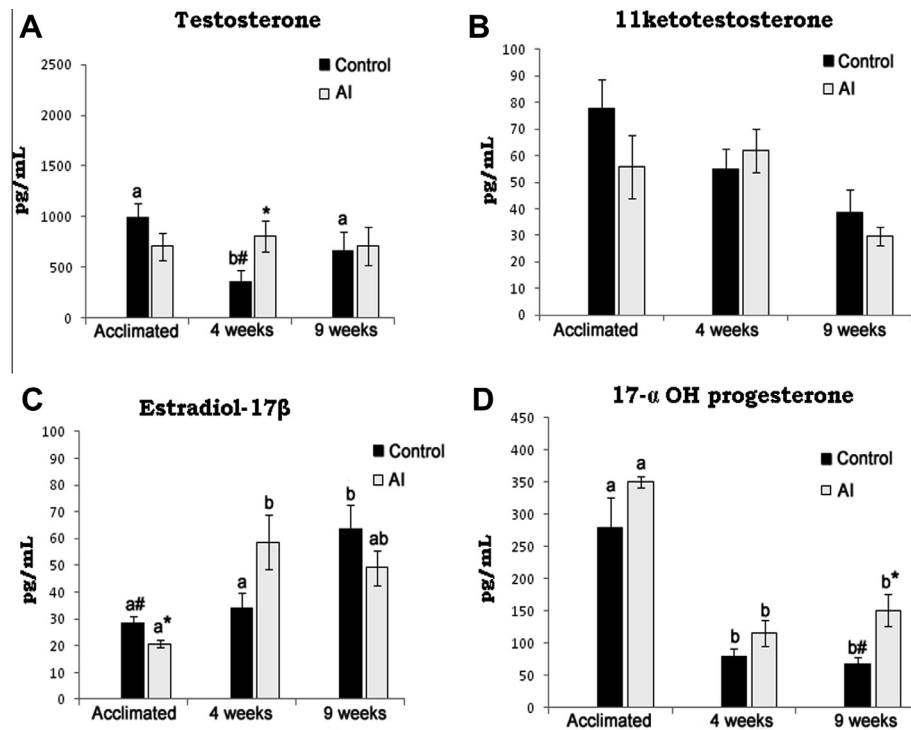 A
Testosterone
Control
AI
pg/mL
2500
2000
1500
1000
500
0
a
b#
*
a
Acclimated 4 weeks 9 weeks
B
11ketotestosterone
Control
AI
pg/mL
100
90
80
70
60
50
40
30
20
10
0
Acclimated 4 weeks 9 weeks
C
Estradiol-17β
Control
AI
pg/mL
100
90
80
70
60
50
40
30
20
10
0
a#
a*
a
b
b
ab
Acclimated 4 weeks 9 weeks
D
17-α OH progesterone
Control
AI
pg/mL
450
400
350
300
250
200
150
100
50
0
a
a
b
b
b#
b*
Acclimated 4 weeks 9 weeks